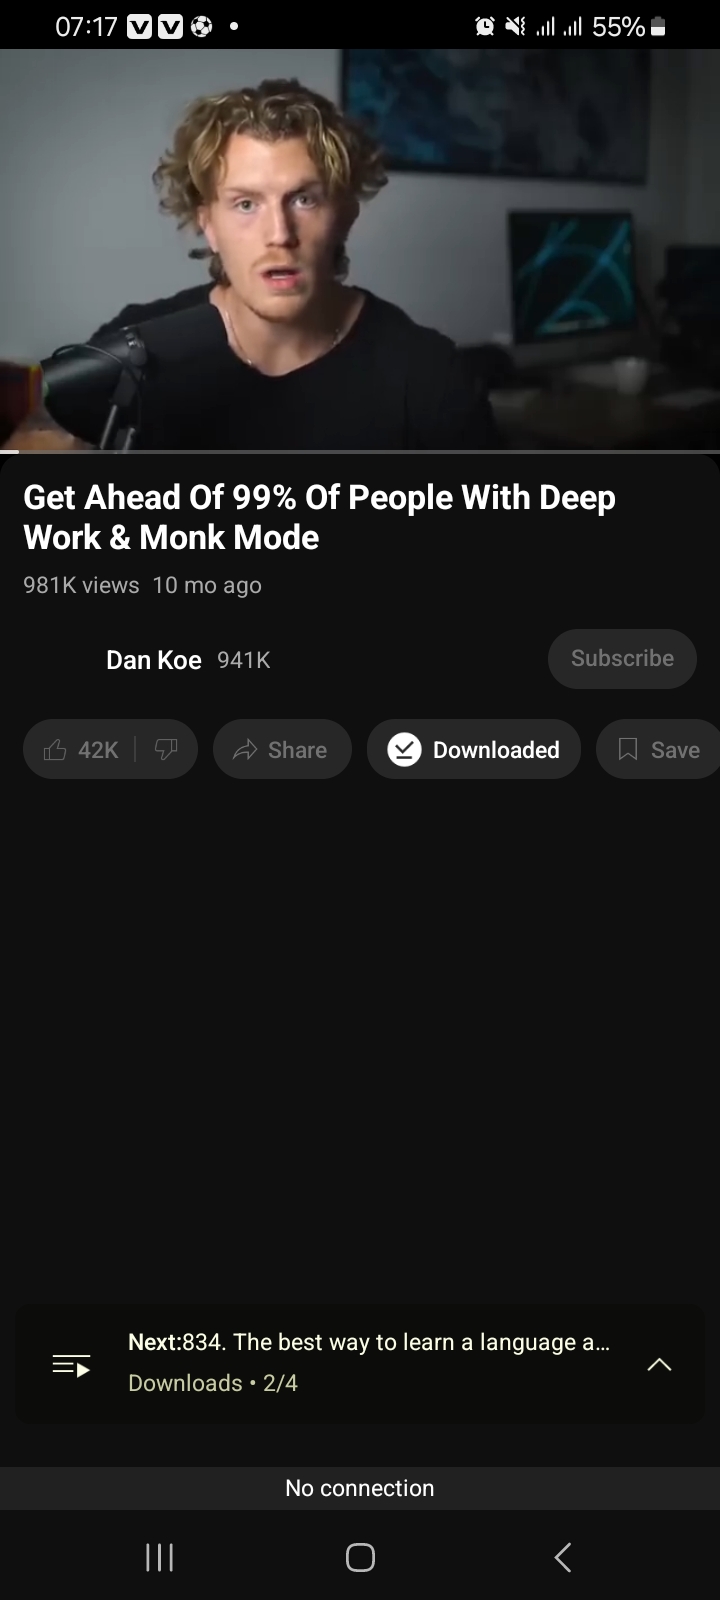 07:17 V V 55%
Get Ahead Of 99% Of People With Deep
Work & Monk Mode
981K views 10 mo ago
Dan Koe 941K Subscribe
42K Share Downloaded Save
Next:834. The best way to learn a language a...
Downloads • 2/4
No connection